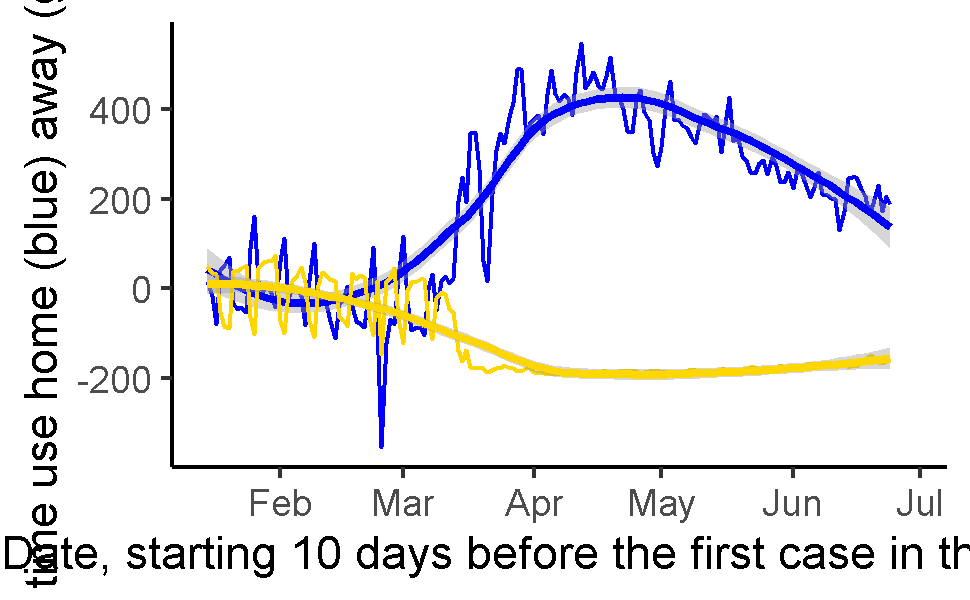 time use home (blue) away (
400
200
0
-200
Feb Mar Apr May Jun Jul
Date, starting 10 days before the first case in th